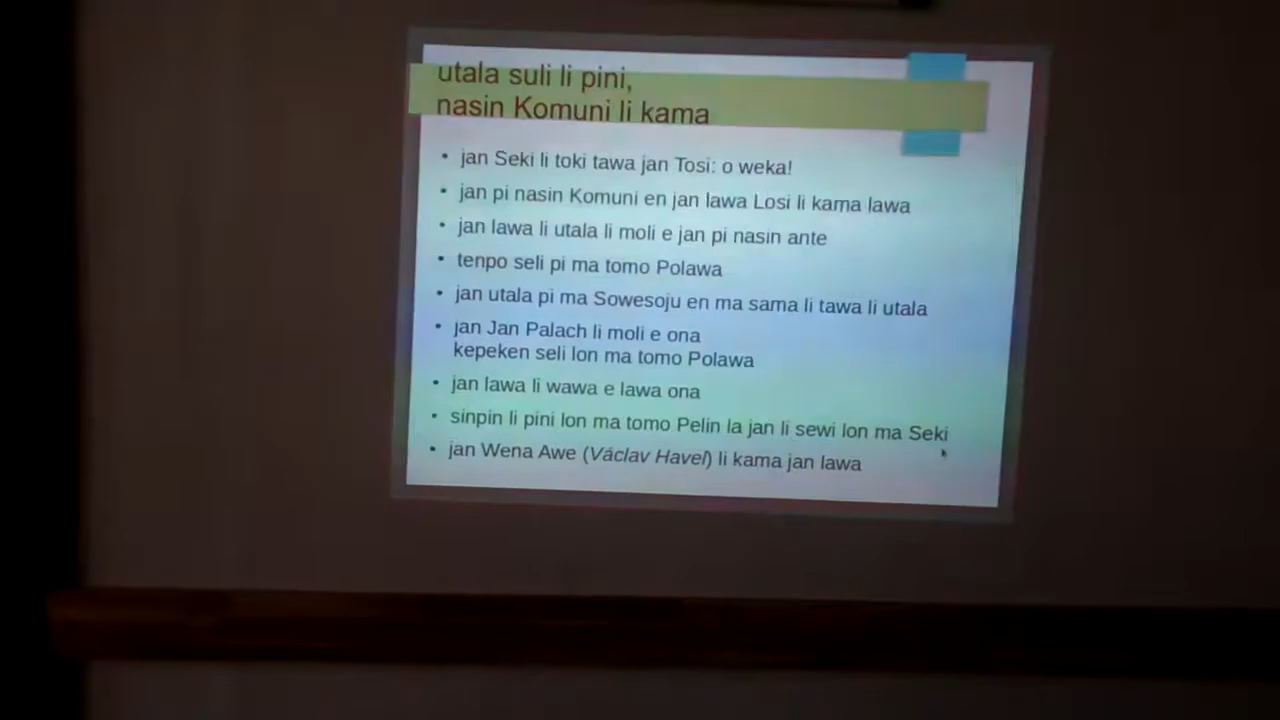 utala suli li pini,
nasin Komuni li kama
• jan Seki li toki tawa jan Tosi: o weka!
• jan pi nasin Komuni en jan lawa Losi li kama lawa
• jan lawa li utala li moli e jan pi nasin ante
• tenpo seli pi ma tomo Polawa
• jan utala pi ma Sowesoju en ma sama li tawa li utala
• jan Jan Palach li moli e ona
kepeken seli lon ma tomo Polawa
• jan lawa li wawa e lawa ona
• sinpin li pini lon ma tomo Pelin la jan li sewi lon ma Seki
• jan Wena Awe (Václav Havel) li kama jan lawa